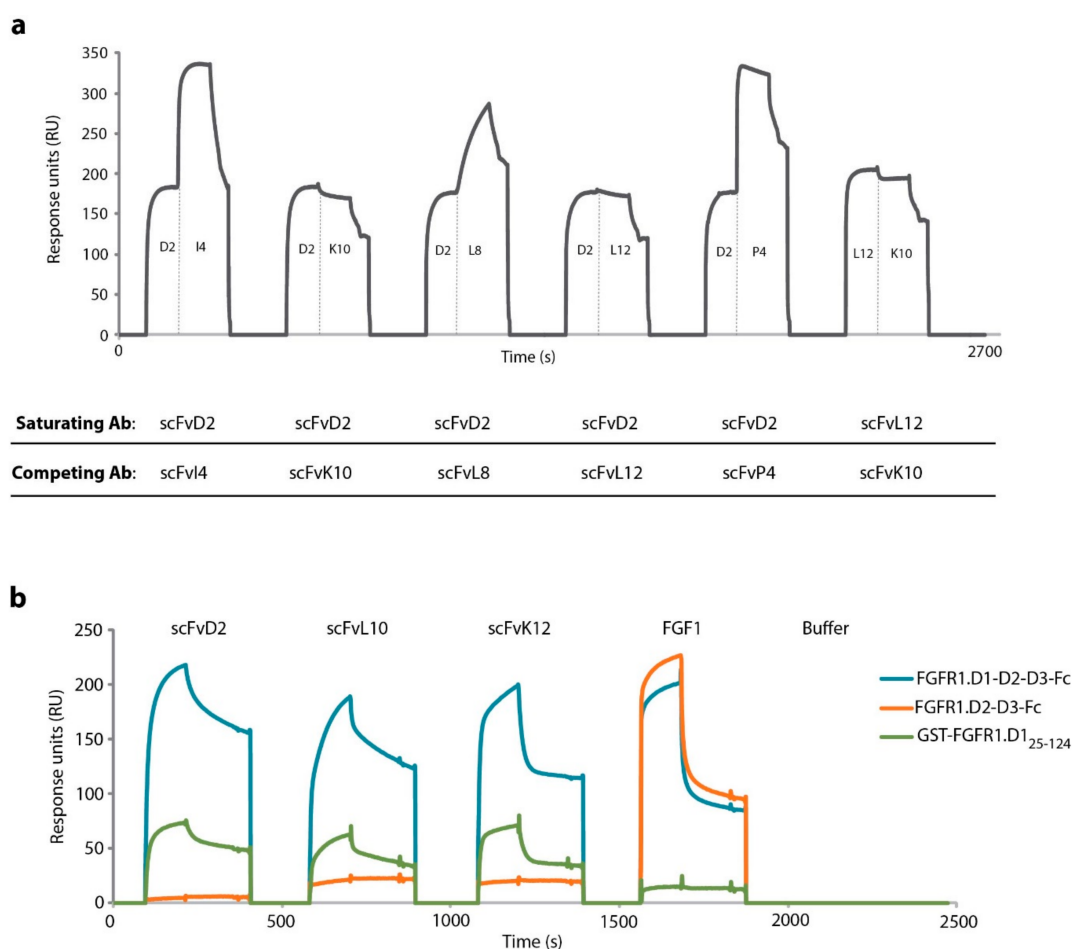 a
Response units (RU)
350
300
250
200
150
100
50
0
D2 I4
D2 K10
D2 L8
D2 L12
D2 P4
L12 K10
0 Time (s) 2700
Saturating Ab: scFvD2 scFvD2 scFvD2 scFvD2 scFvD2 scFvL12
Competing Ab: scFvI4 scFvK10 scFvL8 scFvL12 scFvP4 scFvK10
b
scFvD2 scFvL10 scFvK12 FGF1 Buffer
Response units (RU)
250
200
150
100
50
0
FGFR1.D1-D2-D3-Fc
FGFR1.D2-D3-Fc
GST-FGFR1.D125-124
0 500 1000 1500 2000 2500
Time (s)